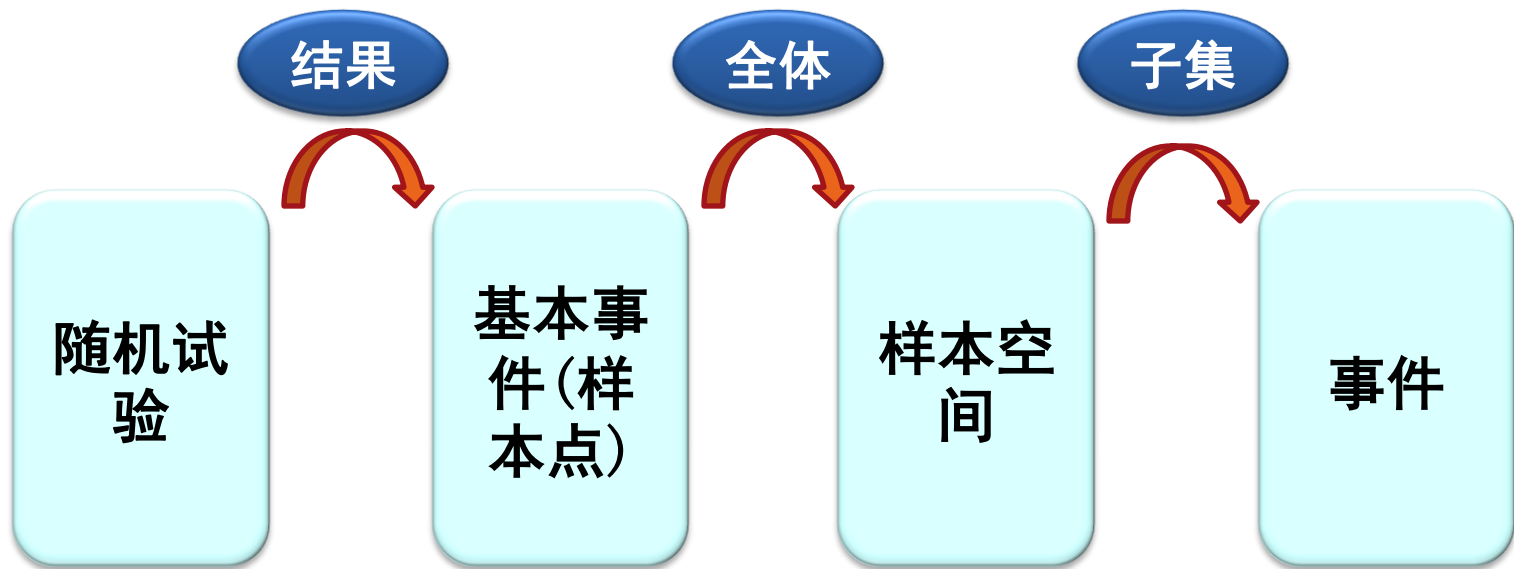 结果
全体
子集
随机试
验
基本事
件(样
本点)
样本空
间
事件